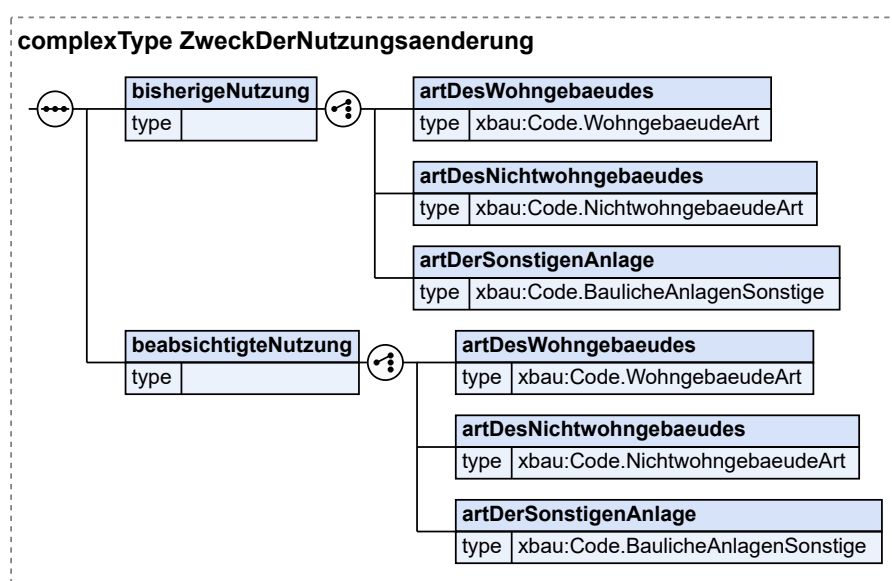 complexType ZweckDerNutzungsaenderung
bisherigeNutzung
type
artDesWohngebaeudes
type xbau:Code.WohngebaeudeArt
artDesNichtwohngebaeudes
type xbau:Code.NichtwohngebaeudeArt
artDerSonstigenAnlage
type xbau:Code.BaulicheAnlagenSonstige
beabsichtigteNutzung
type
artDesWohngebaeudes
type xbau:Code.WohngebaeudeArt
artDesNichtwohngebaeudes
type xbau:Code.NichtwohngebaeudeArt
artDerSonstigenAnlage
type xbau:Code.BaulicheAnlagenSonstige